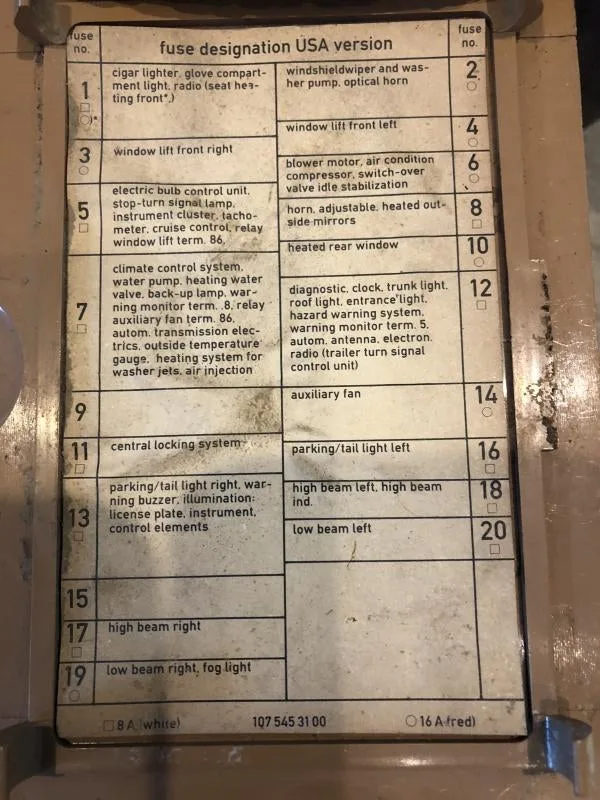 fuse no.
fuse designation USA version
fuse no.
1
□
○*
cigar lighter, glove compart-
ment light, radio (seat hea-
ting front*,)
3
○
window lift front right
5
□
electric bulb control unit,
stop-turn signal lamp,
instrument cluster, tacho-
meter, cruise control, relay
window lift term. 86,
7
□
climate control system,
water pump, heating water
valve, back-up lamp, war-
ning monitor term. .8, relay
auxiliary fan term. 86,
autom. transmission elec-
trics, outside temperature
gauge, heating system for
washer jets, air injection
9
11
□
central locking system
13
□
parking/tail light right, war-
ning buzzer, illumination:
license plate, instrument,
control elements
15
17
□
high beam right
19
○
low beam right, fog light
windshieldwiper and was-
her pump, optical horn
2
○
window lift front left
4
○
blower motor, air condition
compressor, switch-over
valve idle stabilization
6
○
horn, adjustable, heated out-
side mirrors
8
□
heated rear window
10
○
diagnostic, clock, trunk light,
roof light, entrance light,
hazard warning system,
warning monitor term. 5.
autom. antenna, electron.
radio (trailer turn signal
control unit)
12
□
auxiliary fan
14
○
parking/tail light left
16
□
high beam left, high beam
ind.
18
□
low beam left
20
□
□ 8 A (white)
107 545 31 00
○ 16 A (red)